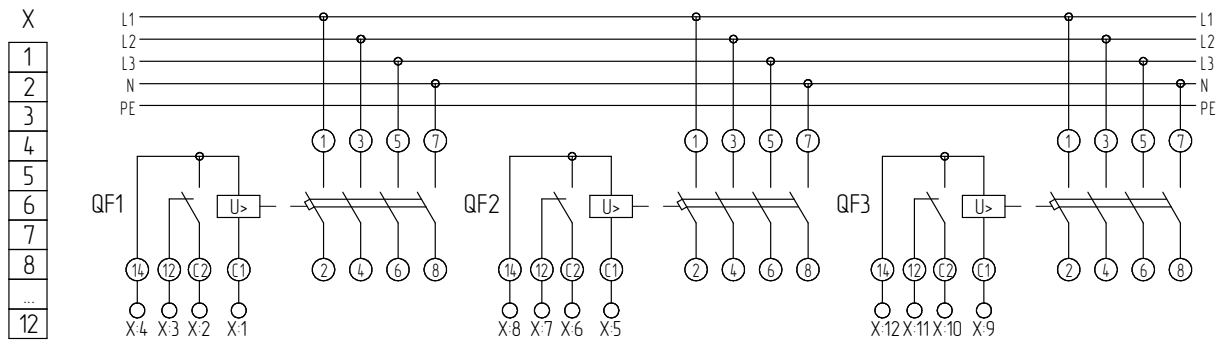 X
1
2
3
4
5
6
7
8
...
12
L1 L1
L2 L2
L3 L3
N N
PE PE
1 3 5 7 1 3 5 7 1 3 5 7
QF1 U> QF2 U> QF3 U>
14 12 C2 C1 2 4 6 8 14 12 C2 C1 2 4 6 8 14 12 C2 C1 2 4 6 8
X:4 X:3 X:2 X:1 X:8 X:7 X:6 X:5 X:12 X:11 X:10 X:9